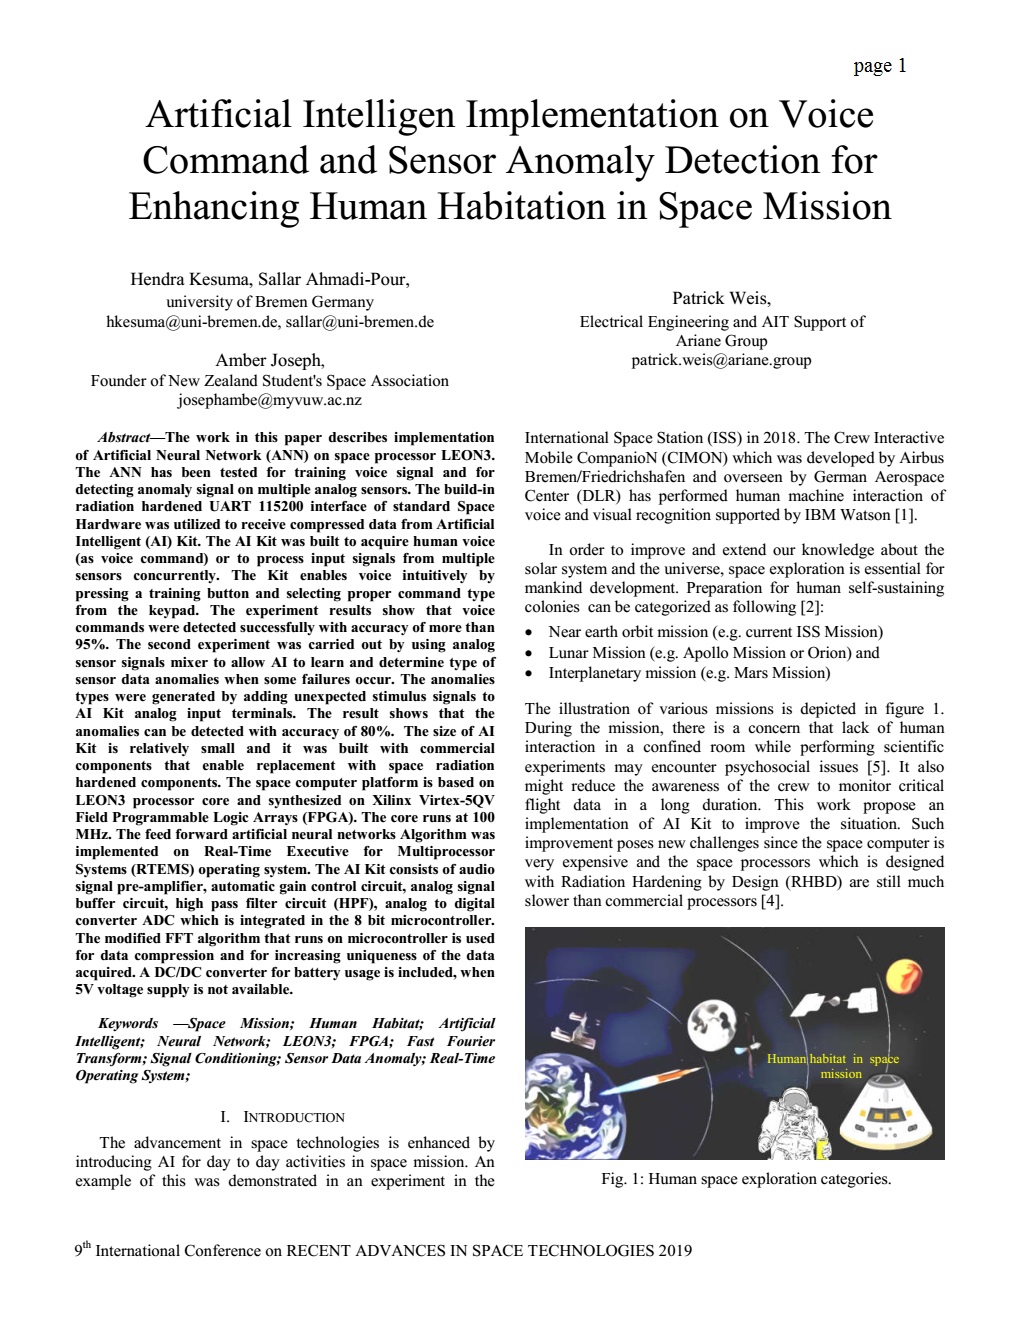 page 1
Artificial Intelligen Implementation on Voice
Command and Sensor Anomaly Detection for
Enhancing Human Habitation in Space Mission
Hendra Kesuma, Sallar Ahmadi-Pour,
university of Bremen Germany
hkesuma@uni-bremen.de, sallar@uni-bremen.de
Amber Joseph,
Founder of New Zealand Student's Space Association
josephambe@myvuw.ac.nz
Patrick Weis,
Electrical Engineering and AIT Support of
Ariane Group
patrick.weis@ariane.group
Abstract—The work in this paper describes implementation
of Artificial Neural Network (ANN) on space processor LEON3.
The ANN has been tested for training voice signal and for
detecting anomaly signal on multiple analog sensors. The build-in
radiation hardened UART 115200 interface of standard Space
Hardware was utilized to receive compressed data from Artificial
Intelligent (AI) Kit. The AI Kit was built to acquire human voice
(as voice command) or to process input signals from multiple
sensors concurrently. The Kit enables voice intuitively by
pressing a training button and selecting proper command type
from the keypad. The experiment results show that voice
commands were detected successfully with accuracy of more than
95%. The second experiment was carried out by using analog
sensor signals mixer to allow AI to learn and determine type of
sensor data anomalies when some failures occur. The anomalies
types were generated by adding unexpected stimulus signals to
AI Kit analog input terminals. The result shows that the
anomalies can be detected with accuracy of 80%. The size of AI
Kit is relatively small and it was built with commercial
components that enable replacement with space radiation
hardened components. The space computer platform is based on
LEON3 processor core and synthesized on Xilinx Virtex-5QV
Field Programmable Logic Arrays (FPGA). The core runs at 100
MHz. The feed forward artificial neural networks Algorithm was
implemented on Real-Time Executive for Multiprocessor
Systems (RTEMS) operating system. The AI Kit consists of audio
signal pre-amplifier, automatic gain control circuit, analog signal
buffer circuit, high pass filter circuit (HPF), analog to digital
converter ADC which is integrated in the 8 bit microcontroller.
The modified FFT algorithm that runs on microcontroller is used
for data compression and for increasing uniqueness of the data
acquired. A DC/DC converter for battery usage is included, when
5V voltage supply is not available.
Keywords —Space Mission; Human Habitat; Artificial
Intelligent; Neural Network; LEON3; FPGA; Fast Fourier
Transform; Signal Conditioning; Sensor Data Anomaly; Real-Time
Operating System;
I. INTRODUCTION
The advancement in space technologies is enhanced by
introducing AI for day to day activities in space mission. An
example of this was demonstrated in an experiment in the
International Space Station (ISS) in 2018. The Crew Interactive
Mobile CompanioN (CIMON) which was developed by Airbus
Bremen/Friedrichshafen and overseen by German Aerospace
Center (DLR) has performed human machine interaction of
voice and visual recognition supported by IBM Watson [1].
In order to improve and extend our knowledge about the
solar system and the universe, space exploration is essential for
mankind development. Preparation for human self-sustaining
colonies can be categorized as following [2]:
• Near earth orbit mission (e.g. current ISS Mission)
• Lunar Mission (e.g. Apollo Mission or Orion) and
• Interplanetary mission (e.g. Mars Mission)
The illustration of various missions is depicted in figure 1.
During the mission, there is a concern that lack of human
interaction in a confined room while performing scientific
experiments may encounter psychosocial issues [5]. It also
might reduce the awareness of the crew to monitor critical
flight data in a long duration. This work propose an
implementation of AI Kit to improve the situation. Such
improvement poses new challenges since the space computer is
very expensive and the space processors which is designed
with Radiation Hardening by Design (RHBD) are still much
slower than commercial processors [4].
Human habitat in space
mission
Fig. 1: Human space exploration categories.
9th International Conference on RECENT ADVANCES IN SPACE TECHNOLOGIES 2019